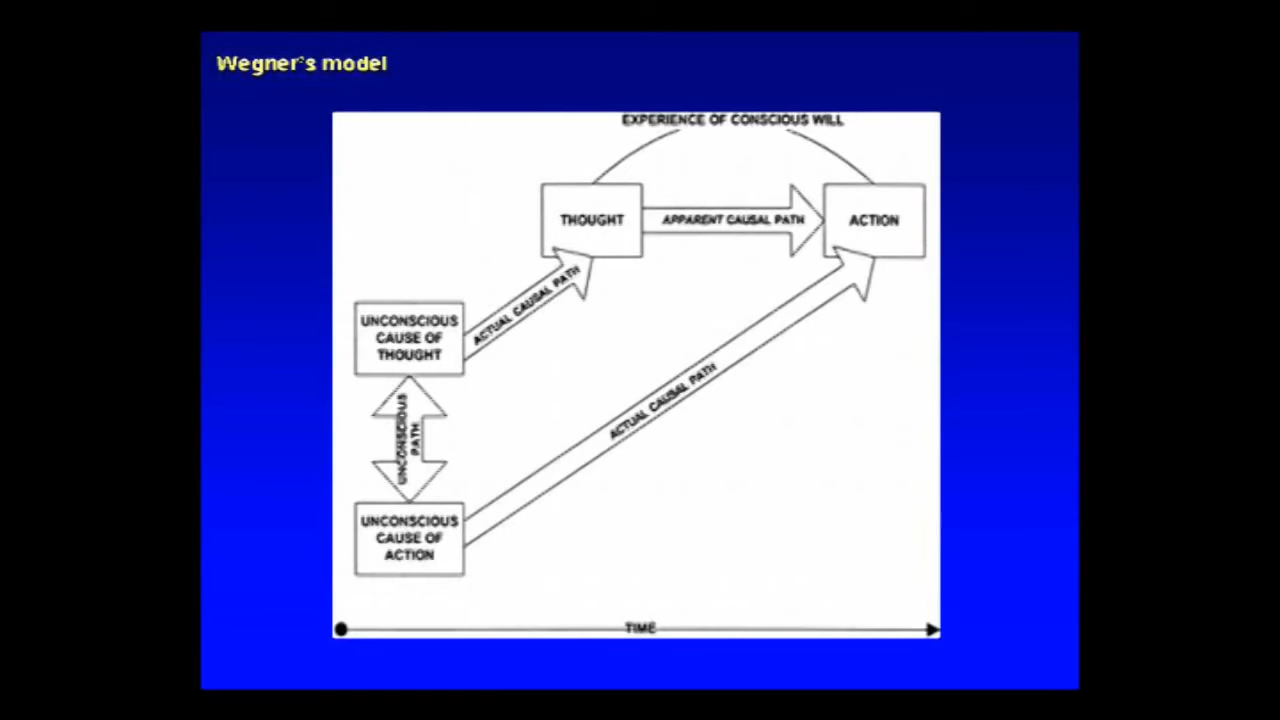 Wegner's model
EXPERIENCE OF CONSCIOUS WILL
THOUGHT
APPARENT CAUSAL PATH
ACTION
ACTUAL CAUSAL PATH
UNCONSCIOUS
CAUSE OF
THOUGHT
ACTUAL CAUSAL PATH
UNCONSCIOUS
PATH
UNCONSCIOUS
CAUSE OF
ACTION
TIME